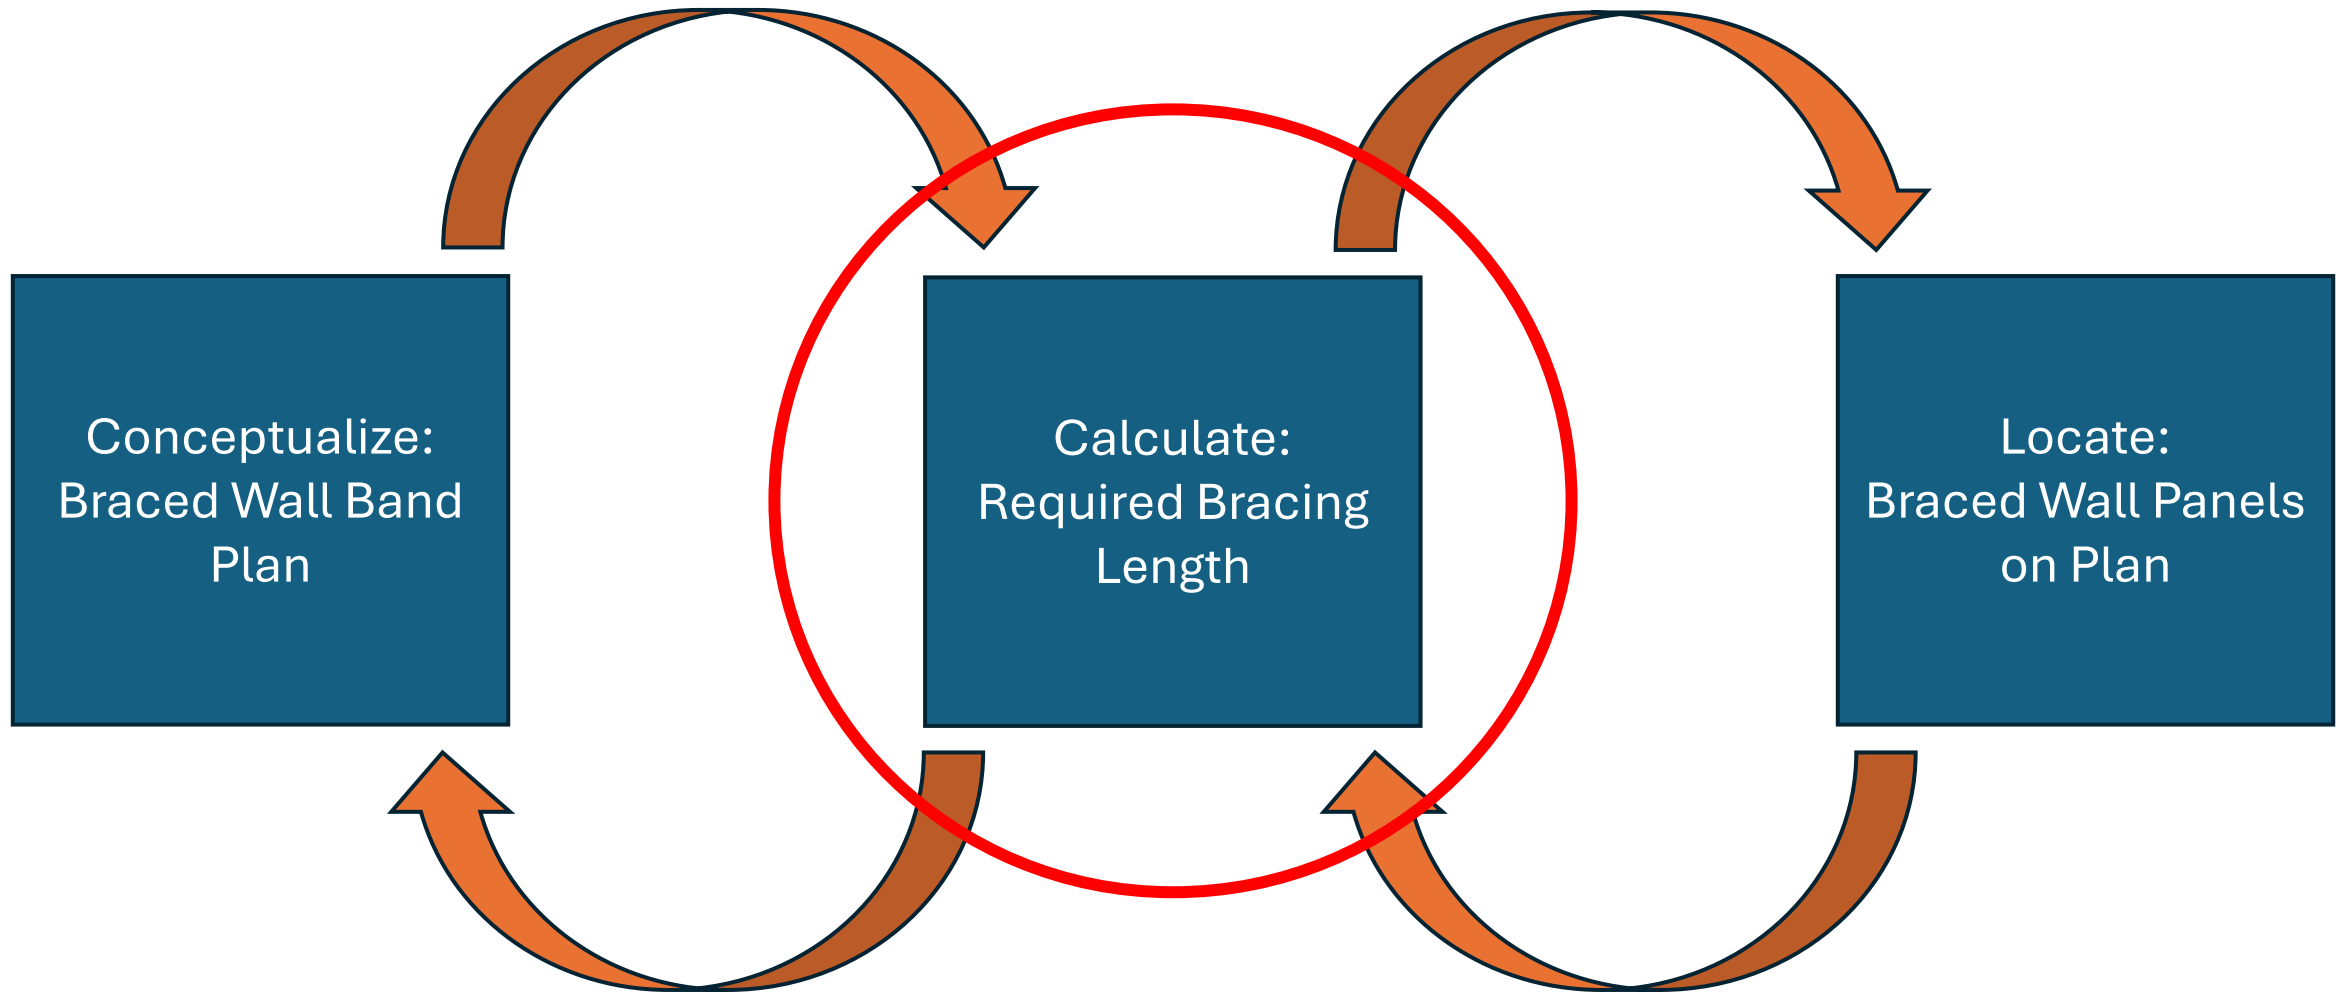 Conceptualize:
Braced Wall Band
Plan
Calculate:
Required Bracing
Length
Locate:
Braced Wall Panels
on Plan